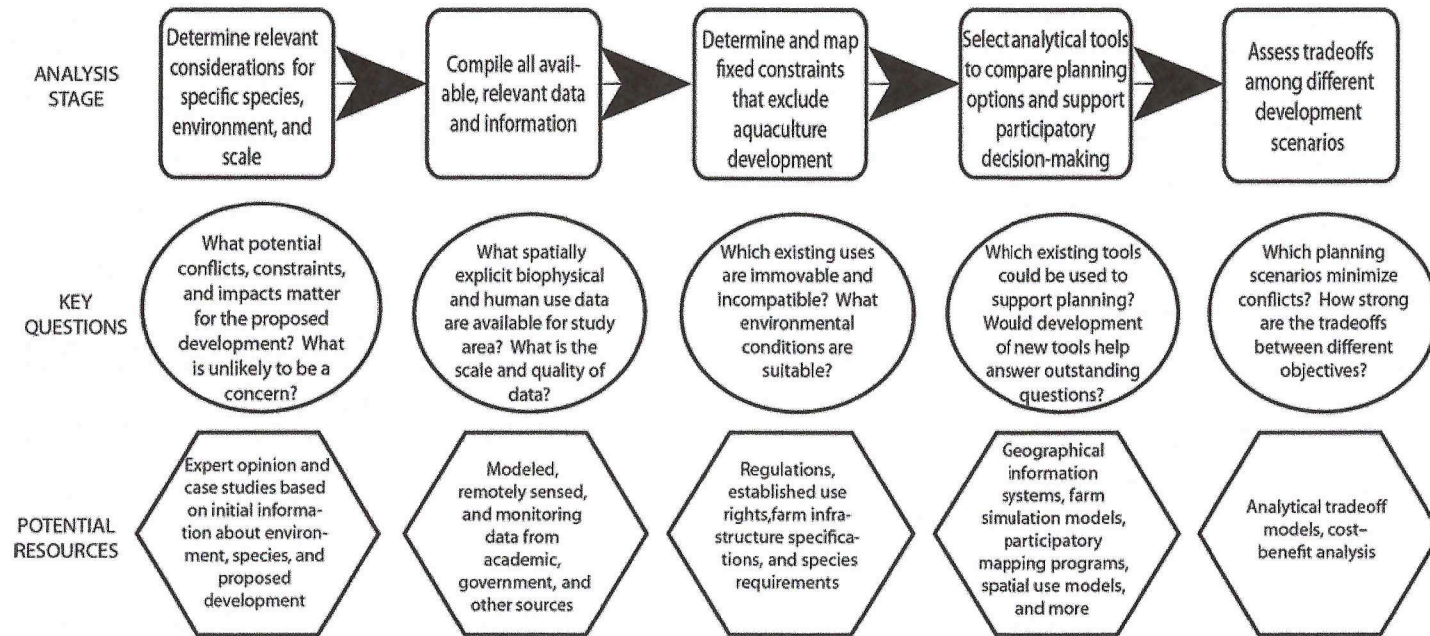 ANALYSIS
STAGE
Determine relevant
considerations for
specific species,
environment, and
scale
Compile all avail-
able, relevant data
and information
Determine and map
fixed constraints
that exclude
aquaculture
development
Select analytical tools
to compare planning
options and support
participatory
decision-making
Assess tradeoffs
among different
development
scenarios
KEY
QUESTIONS
What potential
conflicts, constraints,
and impacts matter
for the proposed
development? What
is unlikely to be a
concern?
What spatially
explicit biophysical
and human use data
are available for study
area? What is the
scale and quality of
data?
Which existing uses
are immovable and
incompatible? What
environmental
conditions are
suitable?
Which existing tools
could be used to
support planning?
Would development
of new tools help
answer outstanding
questions?
Which planning
scenarios minimize
conflicts? How strong
are the tradeoffs
between different
objectives?
POTENTIAL
RESOURCES
Expert opinion and
case studies based
on initial information
about environ-
ment, species, and
proposed
development
Modeled,
remotely sensed,
and monitoring
data from
academic,
government, and
other sources
Regulations,
established use
rights,farm infra-
structure specifica-
tions, and species
requirements
Geographical
information
systems, farm
simulation models,
participatory
mapping programs,
spatial use models,
and more
Analytical tradeoff
models, cost–
benefit analysis